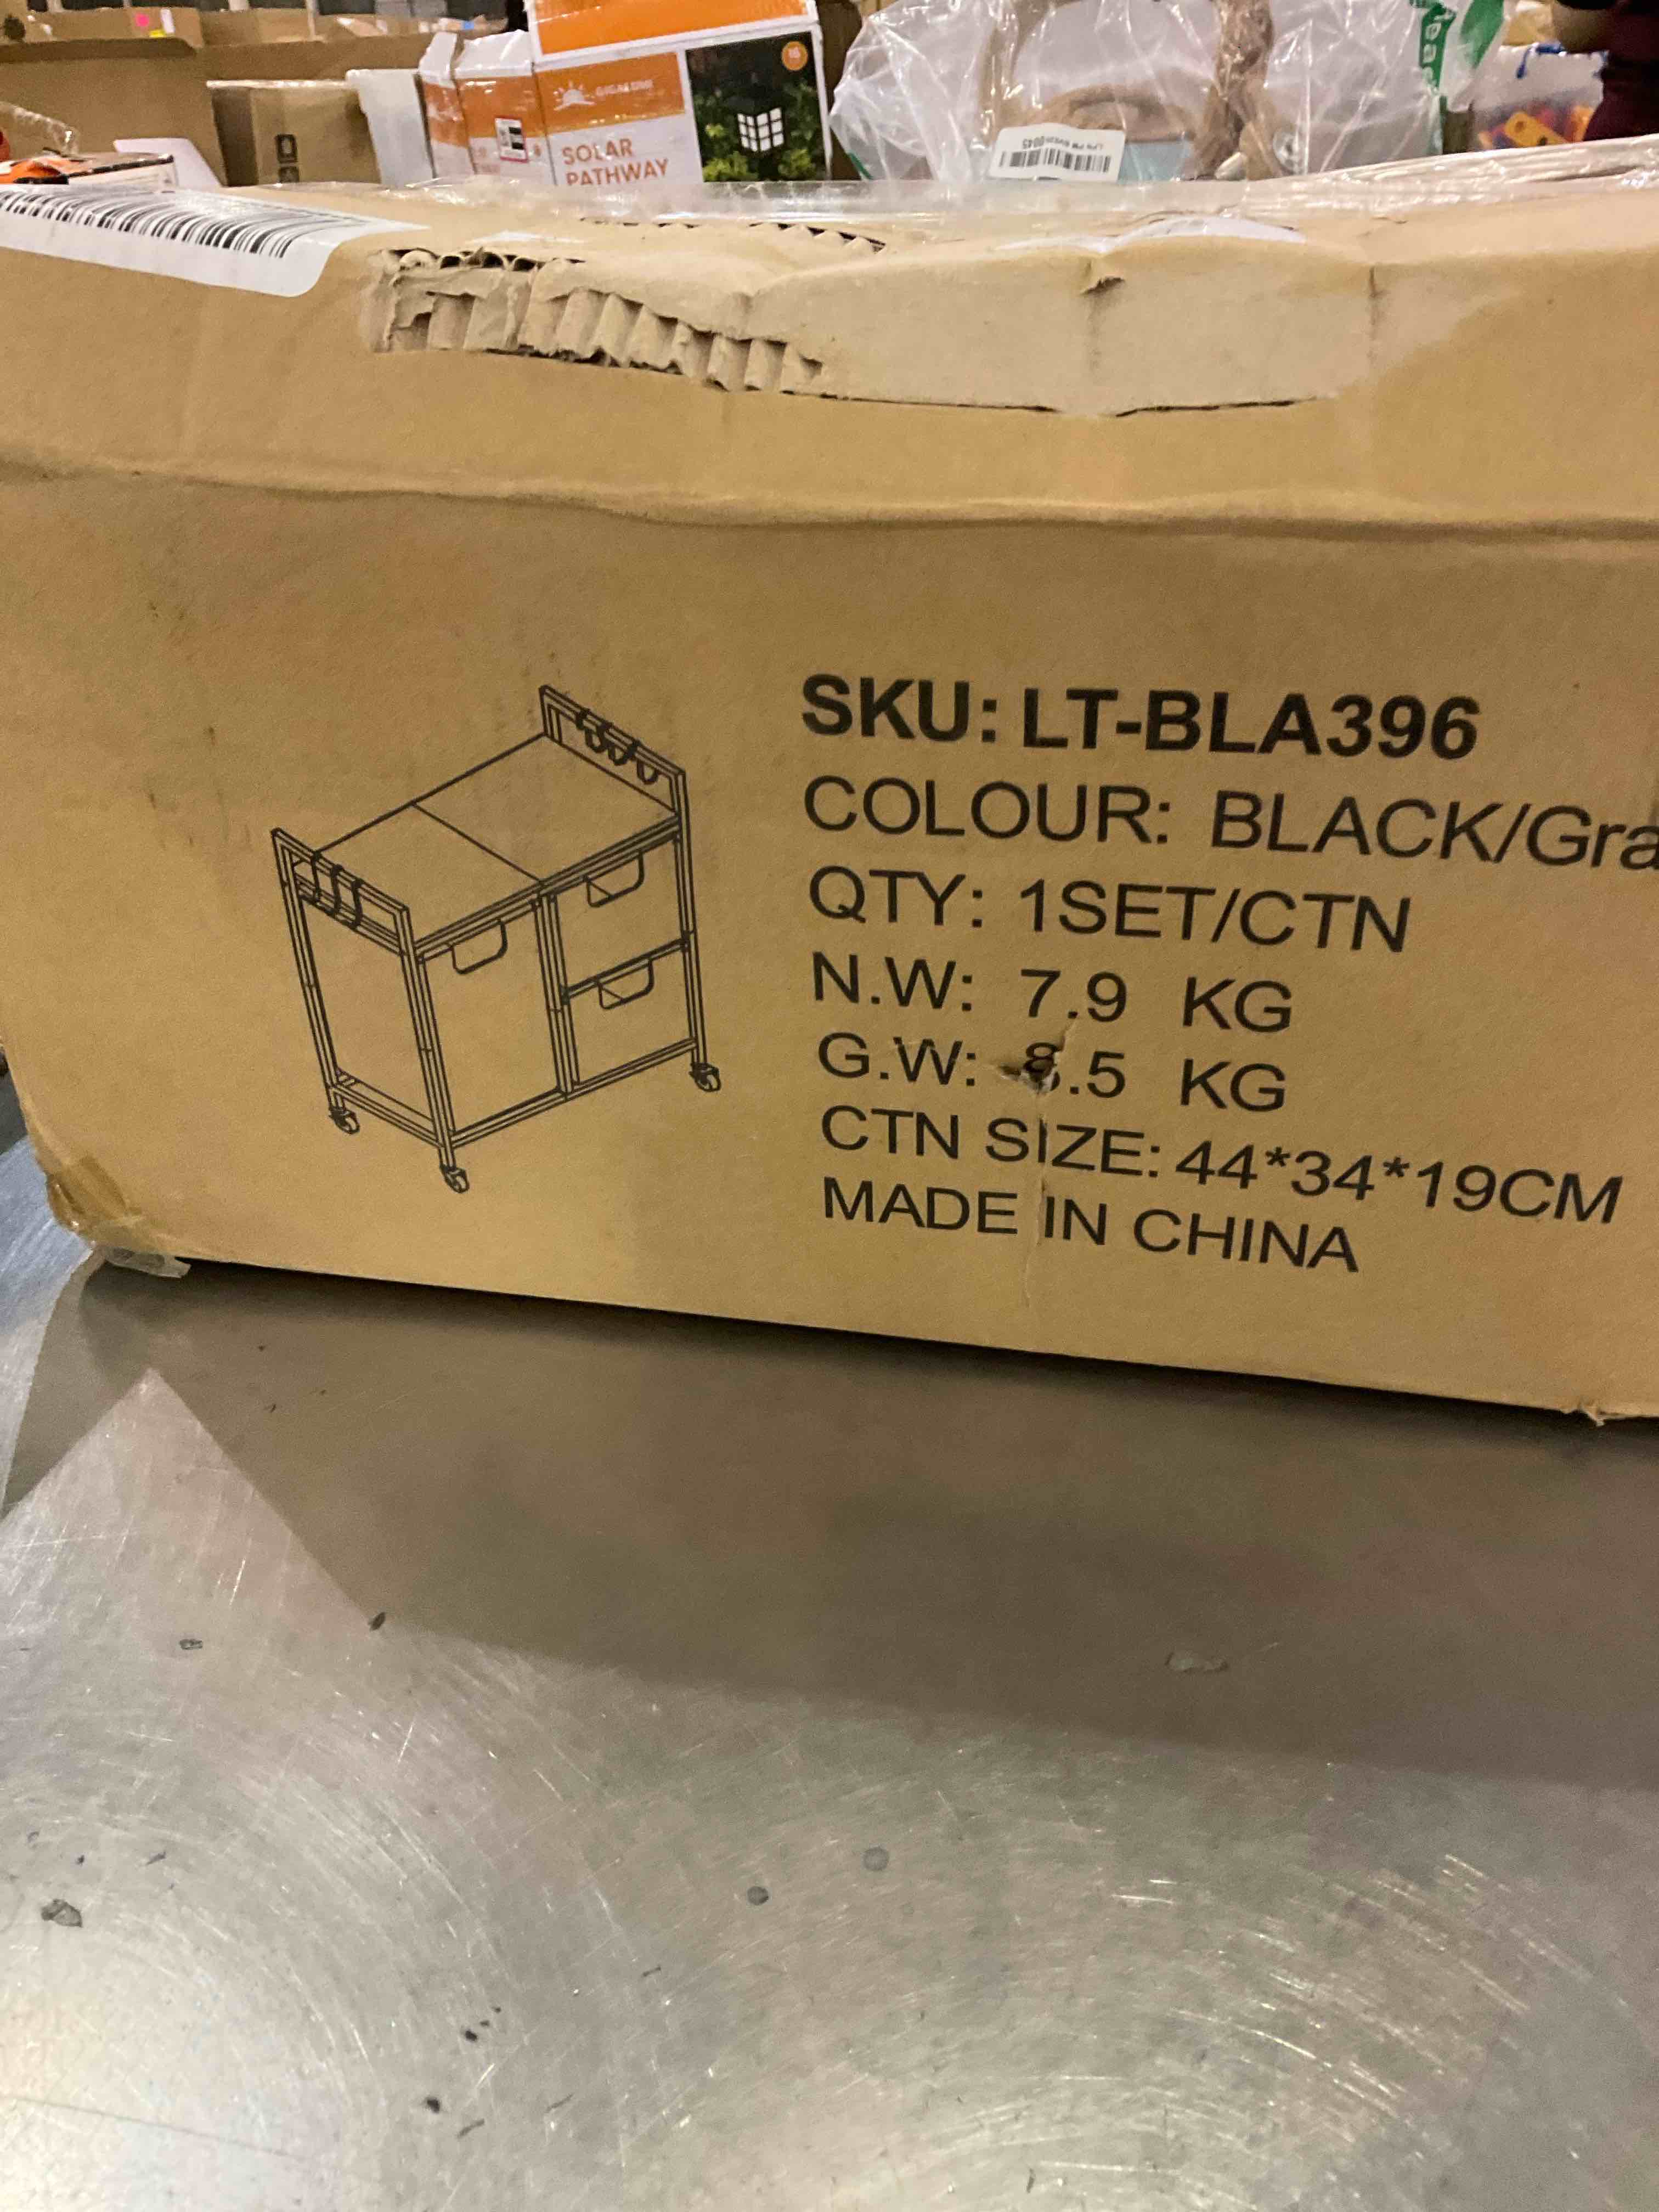 GIGALUMI
SOLAR
PATHWAY
SKU: LT-BLA396
COLOUR: BLACK/Gra
QTY: 1SET/CTN
N.W: 7.9 KG
G.W: 8.5 KG
CTN SIZE: 44*34*19CM
MADE IN CHINA